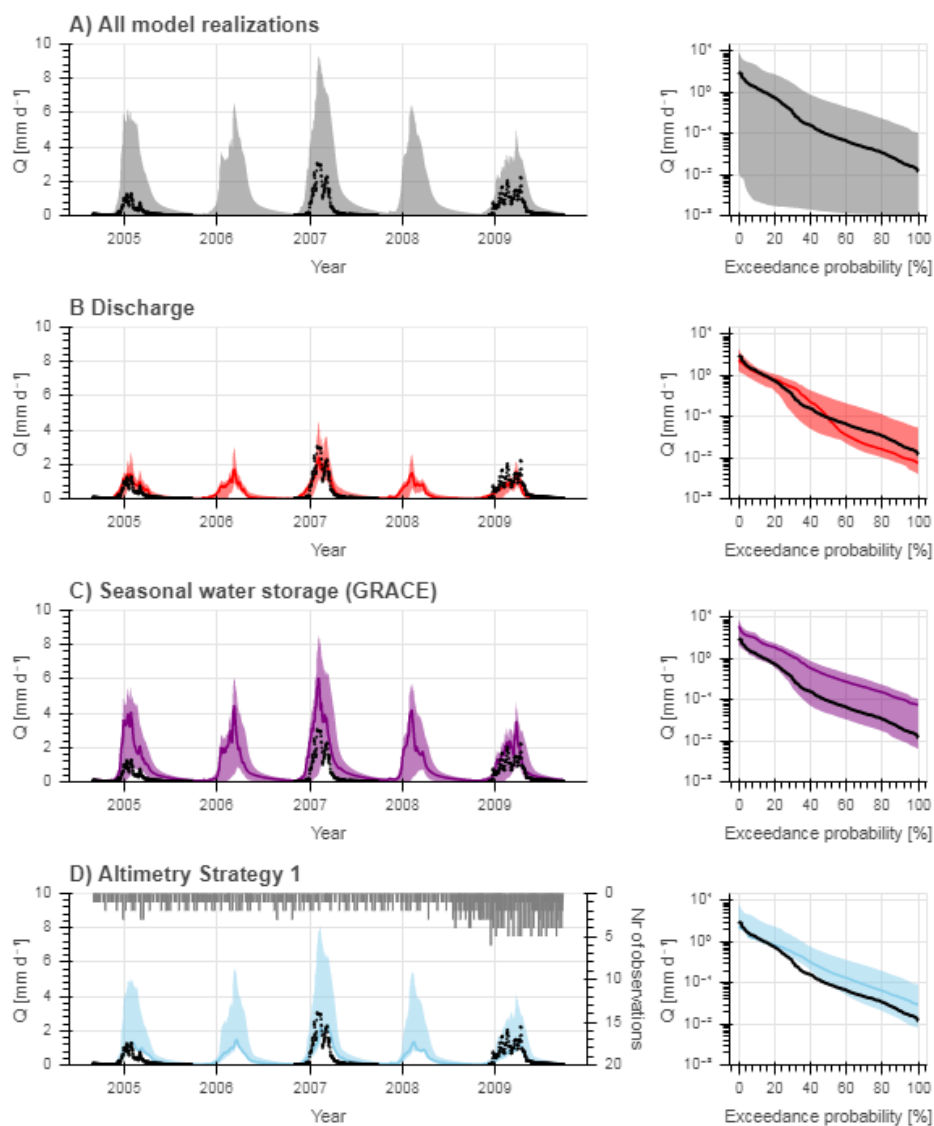 A) All model realizations
10
8
6
4
2
0
Q [mm d⁻¹]
2005 2006 2007 2008 2009
Year
10¹
10⁰
10⁻¹
10⁻²
10⁻³
Q [mm d⁻¹]
0 20 40 60 80 100
Exceedance probability [%]
B Discharge
10
8
6
4
2
0
Q [mm d⁻¹]
2005 2006 2007 2008 2009
Year
10¹
10⁰
10⁻¹
10⁻²
10⁻³
Q [mm d⁻¹]
0 20 40 60 80 100
Exceedance probability [%]
C) Seasonal water storage (GRACE)
10
8
6
4
2
0
Q [mm d⁻¹]
2005 2006 2007 2008 2009
Year
10¹
10⁰
10⁻¹
10⁻²
10⁻³
Q [mm d⁻¹]
0 20 40 60 80 100
Exceedance probability [%]
D) Altimetry Strategy 1
10
8
6
4
2
0
Q [mm d⁻¹]
2005 2006 2007 2008 2009
Year
0
5
10
15
20
Nr of observations
10¹
10⁰
10⁻¹
10⁻²
10⁻³
Q [mm d⁻¹]
0 20 40 60 80 100
Exceedance probability [%]